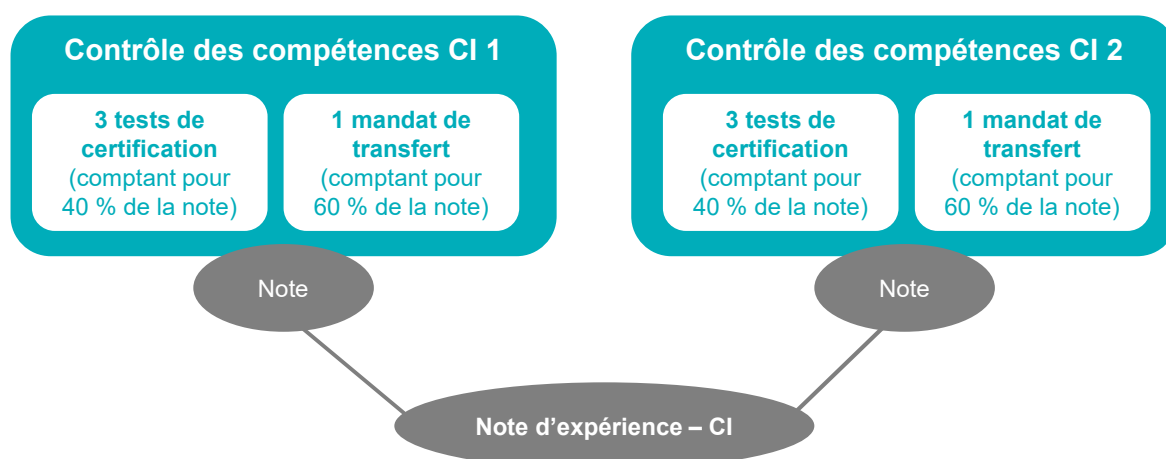 Contrôle des compétences CI 1
3 tests de
certification
(comptant pour
40 % de la note)
1 mandat de
transfert
(comptant pour
60 % de la note)
Note
Contrôle des compétences CI 2
3 tests de
certification
(comptant pour
40 % de la note)
1 mandat de
transfert
(comptant pour
60 % de la note)
Note
Note d’expérience – CI